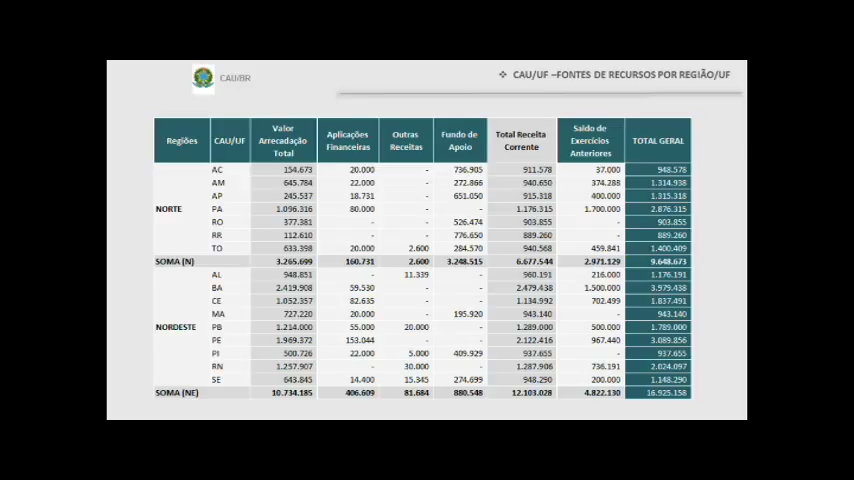 CAU/BR
❖ CAU/UF –FONTES DE RECURSOS POR REGIÃO/UF
Regiões CAU/UF Valor Arrecadação Total Aplicações Financeiras Outras Receitas Fundo de Apoio Total Receita Corrente Saldo de Exercícios Anteriores TOTAL GERAL
AC 154.673 20.000 - 736.905 911.578 37.000 948.578
AM 645.784 22.000 - 272.866 940.650 374.288 1.314.938
AP 245.537 18.731 - 651.050 915.318 400.000 1.315.318
NORTE PA 1.096.316 80.000 - - 1.176.315 1.700.000 2.876.315
RO 377.381 - - 526.474 903.855 - 903.855
RR 112.610 - - 776.650 889.260 - 889.260
TO 633.398 20.000 2.600 284.570 940.568 459.841 1.400.409
SOMA (N) 3.265.699 160.731 2.600 3.248.515 6.677.544 2.971.129 9.648.673
AL 948.851 - 11.339 - 960.191 216.000 1.176.191
BA 2.419.908 59.530 - - 2.479.438 1.500.000 3.979.438
CE 1.052.357 82.635 - - 1.134.992 702.499 1.837.491
MA 727.220 20.000 - 195.920 943.140 - 943.140
NORDESTE PB 1.214.000 55.000 20.000 - 1.289.000 500.000 1.789.000
PE 1.969.372 153.044 - - 2.122.416 967.440 3.089.856
PI 500.726 22.000 5.000 409.929 937.655 - 937.655
RN 1.257.907 - 30.000 - 1.287.906 736.191 2.024.097
SE 643.845 14.400 15.345 274.699 948.290 200.000 1.148.290
SOMA (NE) 10.734.185 406.609 81.684 880.548 12.103.028 4.822.130 16.925.158